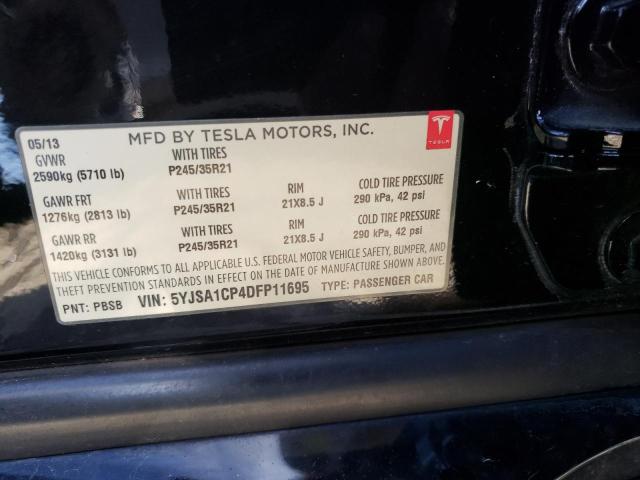 05/13 MFD BY TESLA MOTORS, INC.
TESLA
GVWR WITH TIRES
2590kg (5710 lb) P245/35R21
GAWR FRT WITH TIRES RIM COLD TIRE PRESSURE
1276kg (2813 lb) P245/35R21 21X8.5 J 290 kPa, 42 psi
GAWR RR WITH TIRES RIM COLD TIRE PRESSURE
1420kg (3131 lb) P245/35R21 21X8.5 J 290 kPa, 42 psi
THIS VEHICLE CONFORMS TO ALL APPLICABLE U.S. FEDERAL MOTOR VEHICLE SAFETY, BUMPER, AND
THEFT PREVENTION STANDARDS IN EFFECT ON THE DATE OF MANUFACTURE SHOWN ABOVE.
PNT: PBSB VIN: 5YJSA1CP4DFP11695 TYPE: PASSENGER CAR